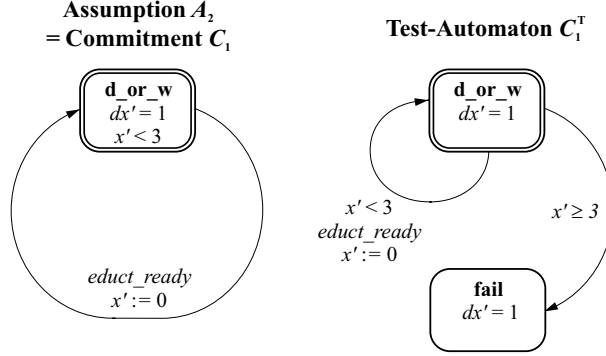 Assumption A₂
= Commitment C₁
d_or_w
dx' = 1
x' < 3
educt_ready
x' := 0
Test-Automaton C₁ᵀ
d_or_w
dx' = 1
x' < 3
educt_ready
x' := 0
x' ≥ 3
fail
dx' = 1